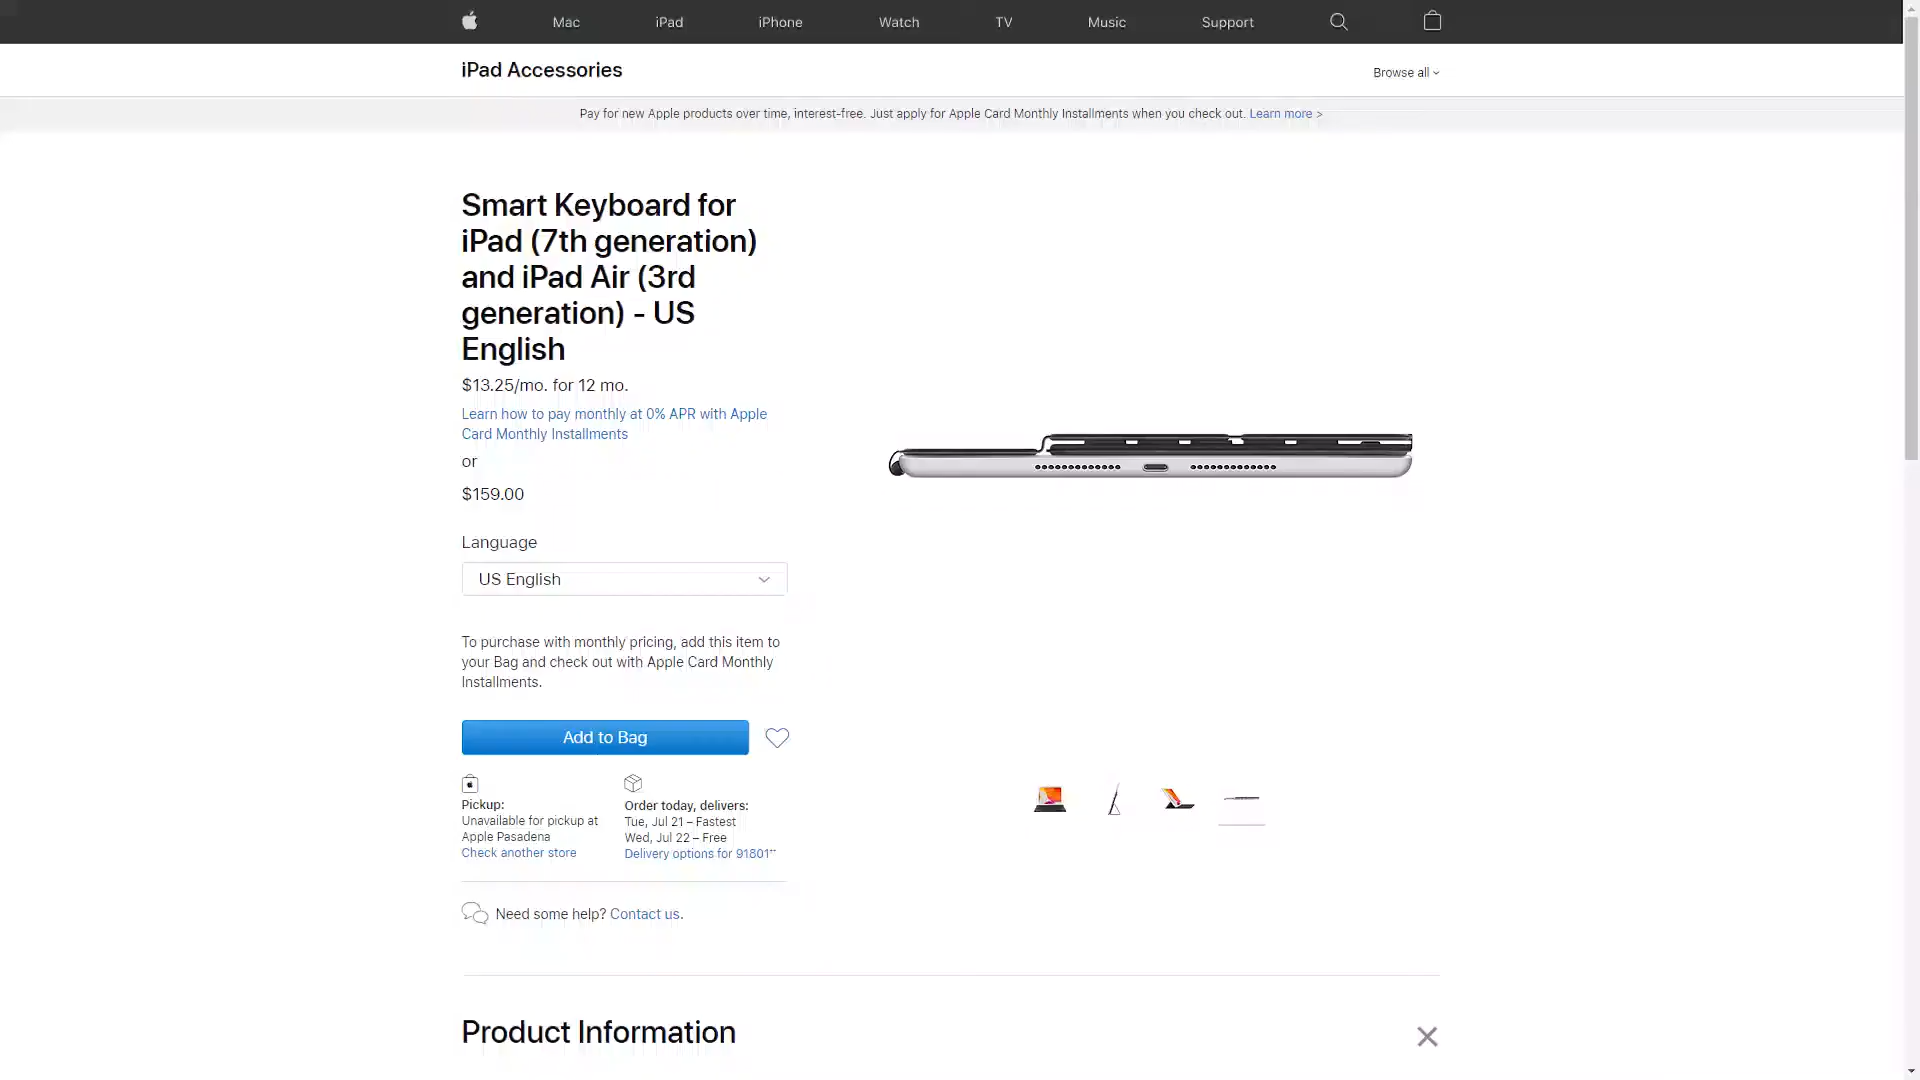 Mac iPad iPhone Watch TV Music Support
iPad Accessories
Browse all
Pay for new Apple products over time, interest-free. Just apply for Apple Card Monthly Installments when you check out. Learn more >
Smart Keyboard for
iPad (7th generation)
and iPad Air (3rd
generation) - US
English
$13.25/mo. for 12 mo.
Learn how to pay monthly at 0% APR with Apple
Card Monthly Installments
or
$159.00
Language
US English
To purchase with monthly pricing, add this item to
your Bag and check out with Apple Card Monthly
Installments.
Add to Bag
Pickup:
Unavailable for pickup at
Apple Pasadena
Check another store
Order today, delivers:
Tue, Jul 21 – Fastest
Wed, Jul 22 – Free
Delivery options for 91801**
Need some help? Contact us.
Product Information